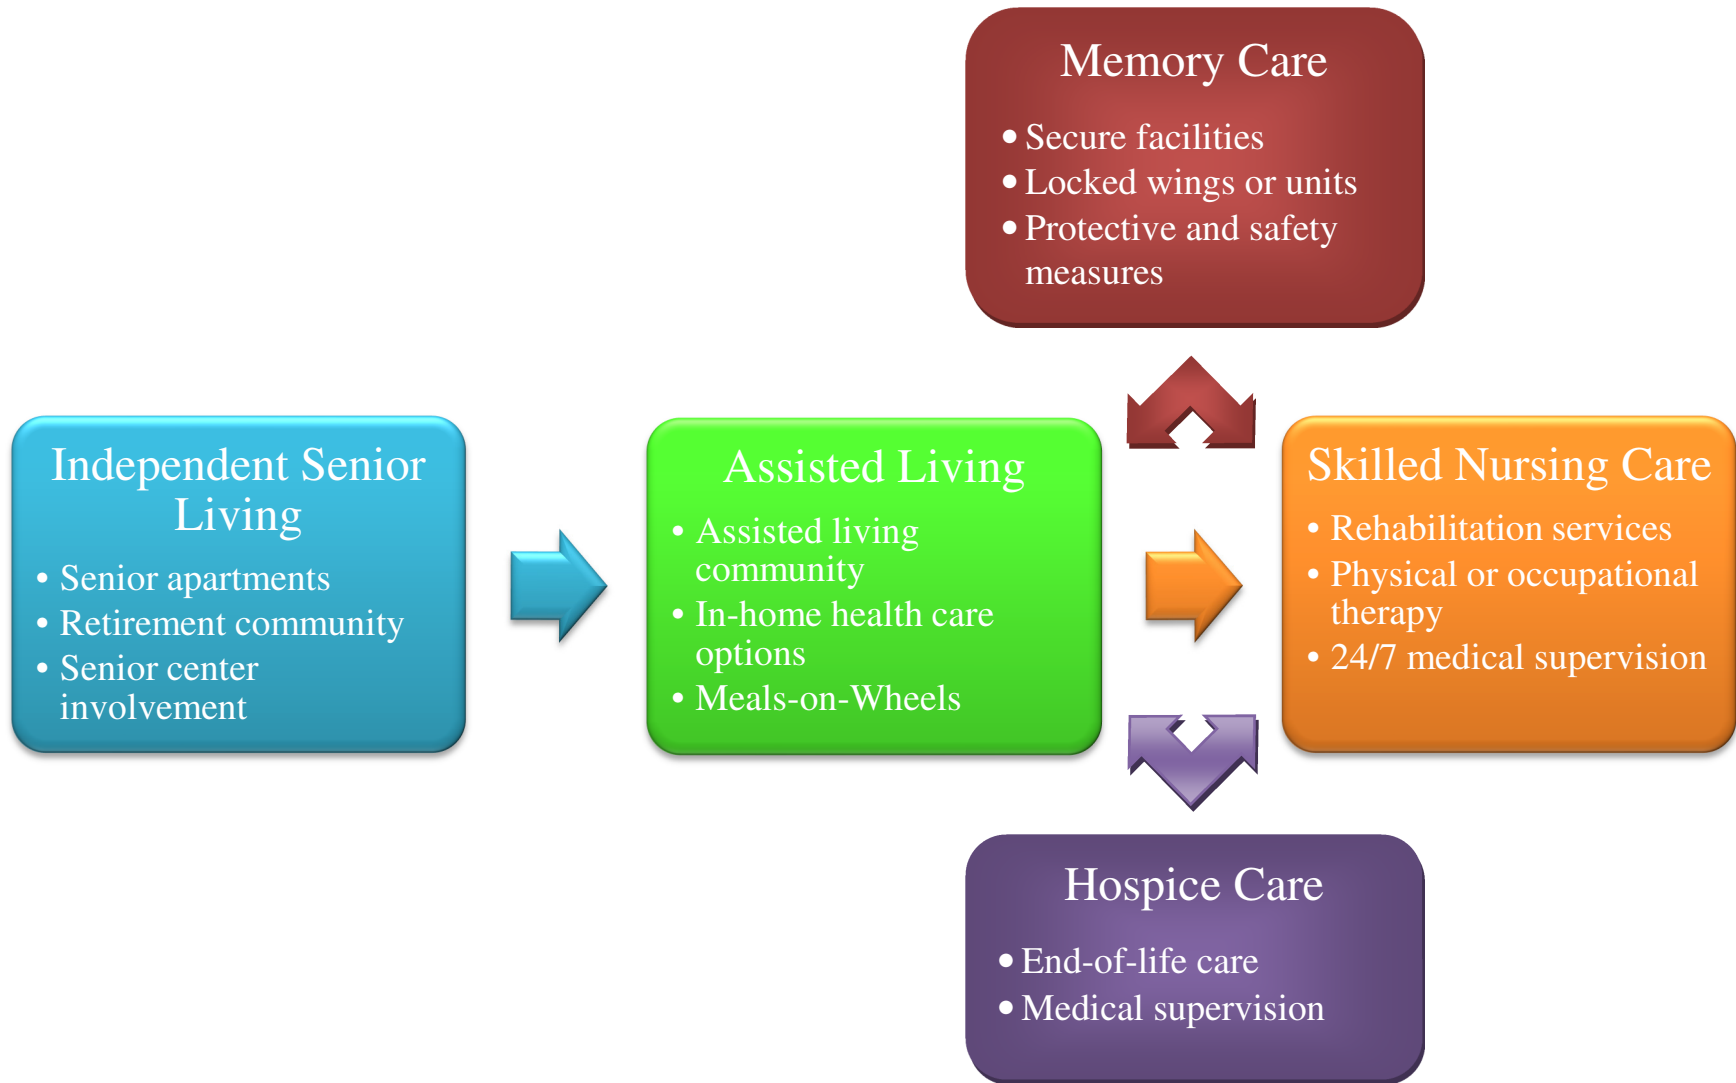 Memory Care
• Secure facilities
• Locked wings or units
• Protective and safety
measures
Independent Senior
Living
• Senior apartments
• Retirement community
• Senior center
involvement
Assisted Living
• Assisted living
community
• In-home health care
options
• Meals-on-Wheels
Skilled Nursing Care
• Rehabilitation services
• Physical or occupational
therapy
• 24/7 medical supervision
Hospice Care
• End-of-life care
• Medical supervision